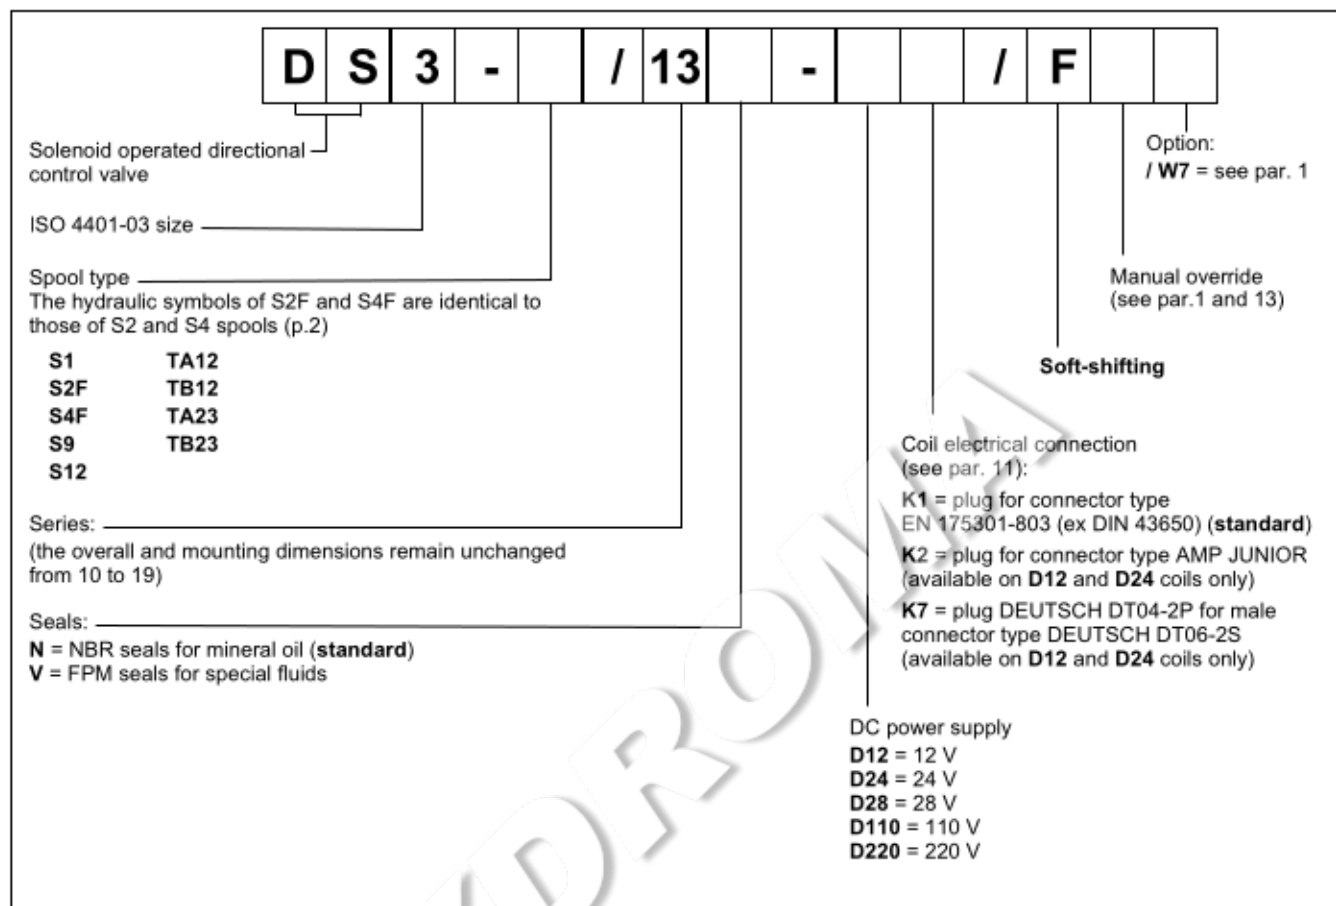 D S 3 - / 13 - / F
Solenoid operated directional
control valve
ISO 4401-03 size
Spool type
The hydraulic symbols of S2F and S4F are identical to
those of S2 and S4 spools (p.2)
S1 TA12
S2F TB12
S4F TA23
S9 TB23
S12
Series:
(the overall and mounting dimensions remain unchanged
from 10 to 19)
Seals:
N = NBR seals for mineral oil (standard)
V = FPM seals for special fluids
Option:
/ W7 = see par. 1
Manual override
(see par.1 and 13)
Soft-shifting
Coil electrical connection
(see par. 11):
K1 = plug for connector type
EN 175301-803 (ex DIN 43650) (standard)
K2 = plug for connector type AMP JUNIOR
(available on D12 and D24 coils only)
K7 = plug DEUTSCH DT04-2P for male
connector type DEUTSCH DT06-2S
(available on D12 and D24 coils only)
DC power supply
D12 = 12 V
D24 = 24 V
D28 = 28 V
D110 = 110 V
D220 = 220 V